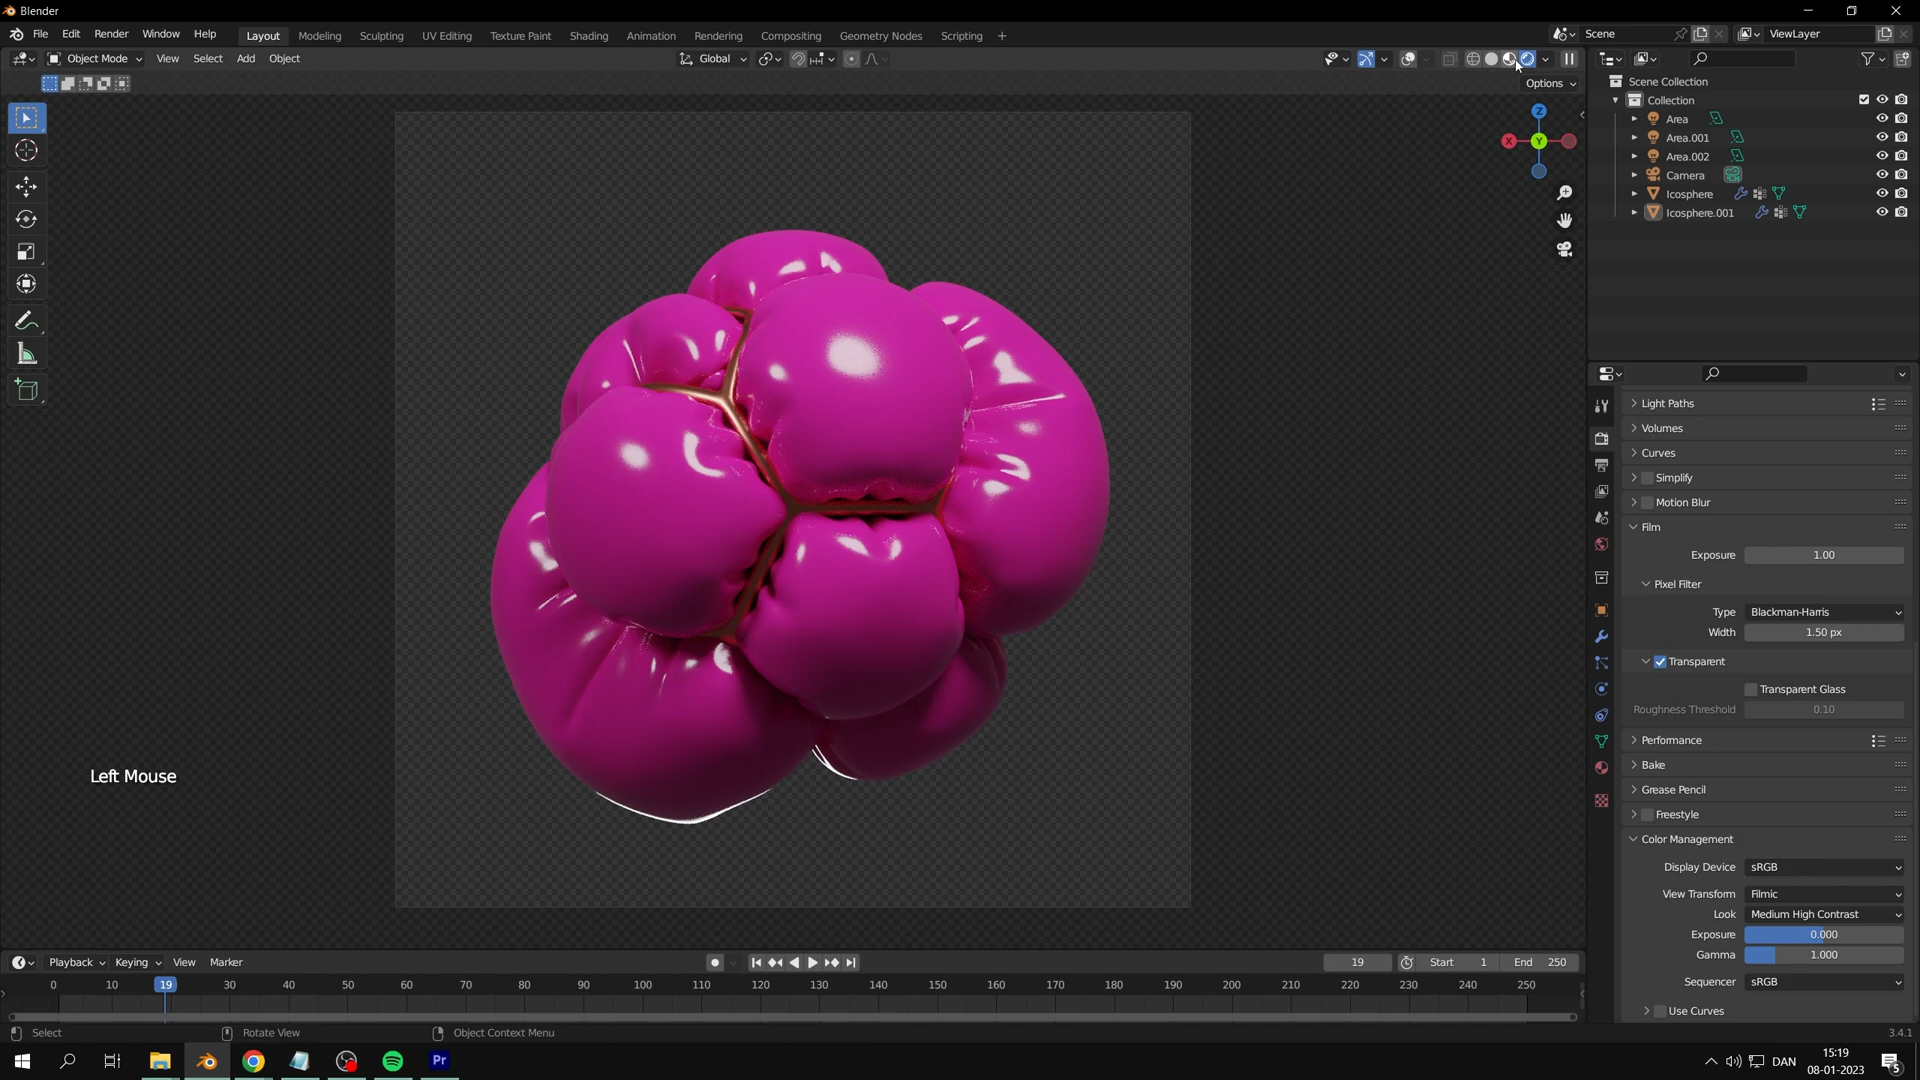 Blender
File Edit Render Window Help Layout Modeling Sculpting UV Editing Texture Paint Shading Animation Rendering Compositing Geometry Nodes Scripting + Scene ViewLayer
Object Mode View Select Add Object Global
Options
Z
X Y
Scene Collection
Collection
Area
Area.001
Area.002
Camera
Icosphere
Icosphere.001
Light Paths
Volumes
Curves
Simplify
Motion Blur
Film
Exposure 1.00
Pixel Filter
Type Blackman-Harris
Width 1.50 px
Transparent
Transparent Glass
Roughness Threshold 0.10
Performance
Bake
Grease Pencil
Freestyle
Color Management
Display Device sRGB
View Transform Filmic
Look Medium High Contrast
Exposure 0.000
Gamma 1.000
Sequencer sRGB
Use Curves
Left Mouse
Playback Keying View Marker 19 Start 1 End 250
0 10 19 30 40 50 60 70 80 90 100 110 120 130 140 150 160 170 180 190 200 210 220 230 240 250
Select Rotate View Object Context Menu 3.4.1
Pr DAN 15:19
08-01-2023 5